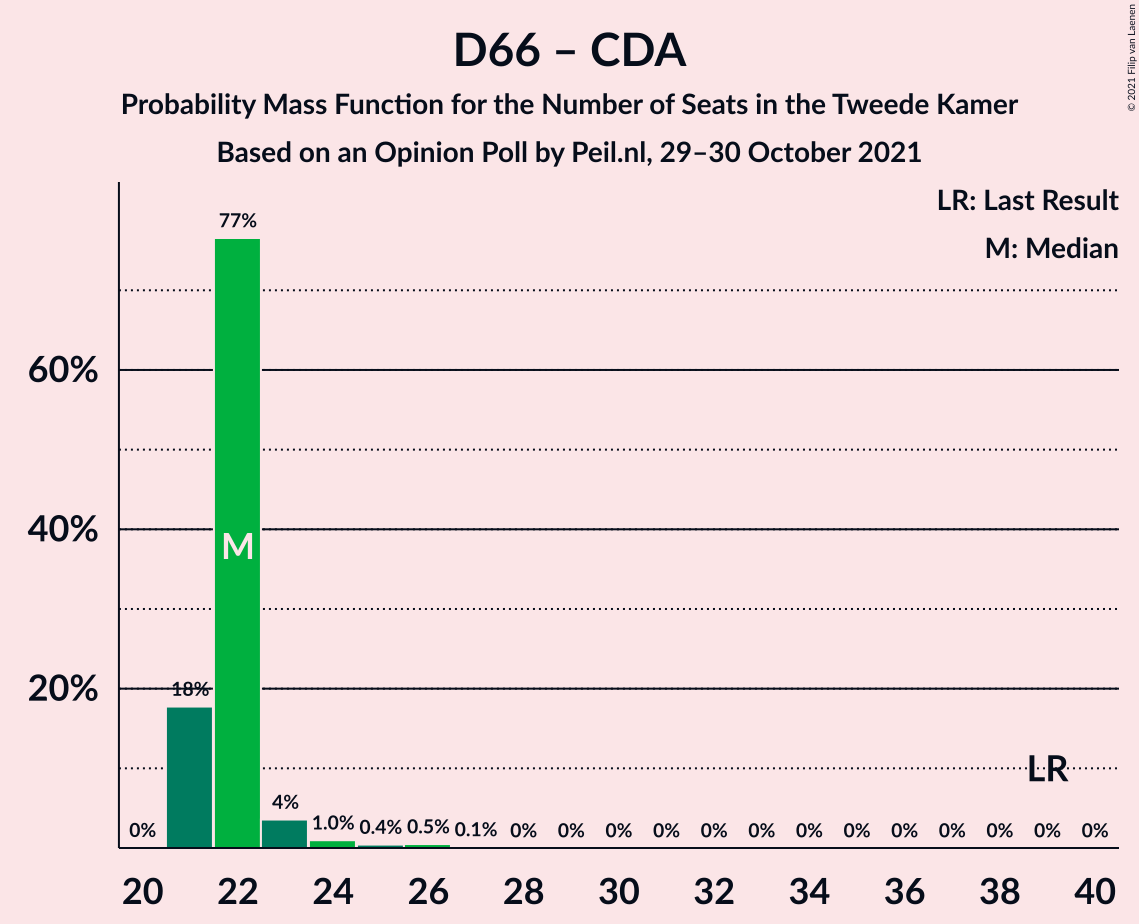 D66 – CDA
Probability Mass Function for the Number of Seats in the Tweede Kamer
Based on an Opinion Poll by Peil.nl, 29–30 October 2021
© 2021 Filip van Laenen
LR: Last Result
M: Median
77%
60%
40%
M
20%
18%
LR
0% 4% 1.0% 0.4% 0.5% 0.1% 0% 0% 0% 0% 0% 0% 0% 0% 0% 0% 0% 0% 0%
20 22 24 26 28 30 32 34 36 38 40